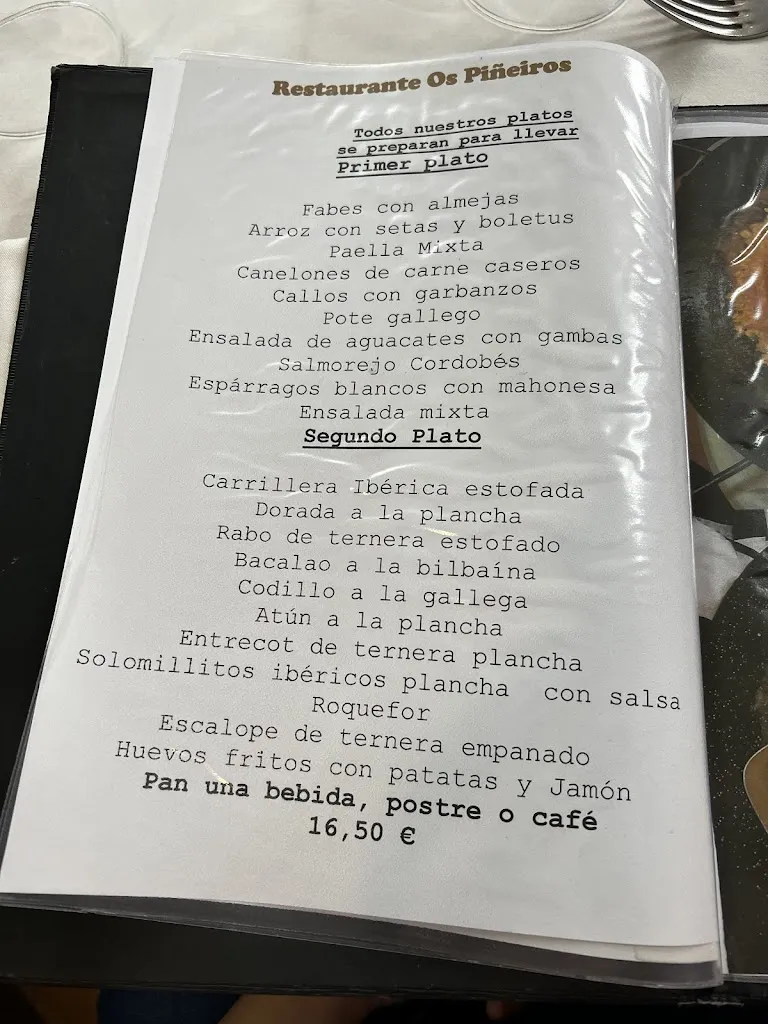 Restaurante Os Piñeiros
Todos nuestros platos
se preparan para llevar
Primer plato
Fabes con almejas
Arroz con setas y boletus
Paella Mixta
Canelones de carne caseros
Callos con garbanzos
Pote gallego
Ensalada de aguacates con gambas
Salmorejo Cordobés
Espárragos blancos con mahonesa
Ensalada mixta
Segundo Plato
Carrillera Ibérica estofada
Dorada a la plancha
Rabo de ternera estofado
Bacalao a la bilbaína
Codillo a la gallega
Atún a la plancha
Entrecot de ternera plancha
Solomillitos ibéricos plancha con salsa
Roquefor
Escalope de ternera empanado
Huevos fritos con patatas y Jamón
Pan una bebida, postre o café
16,50 €